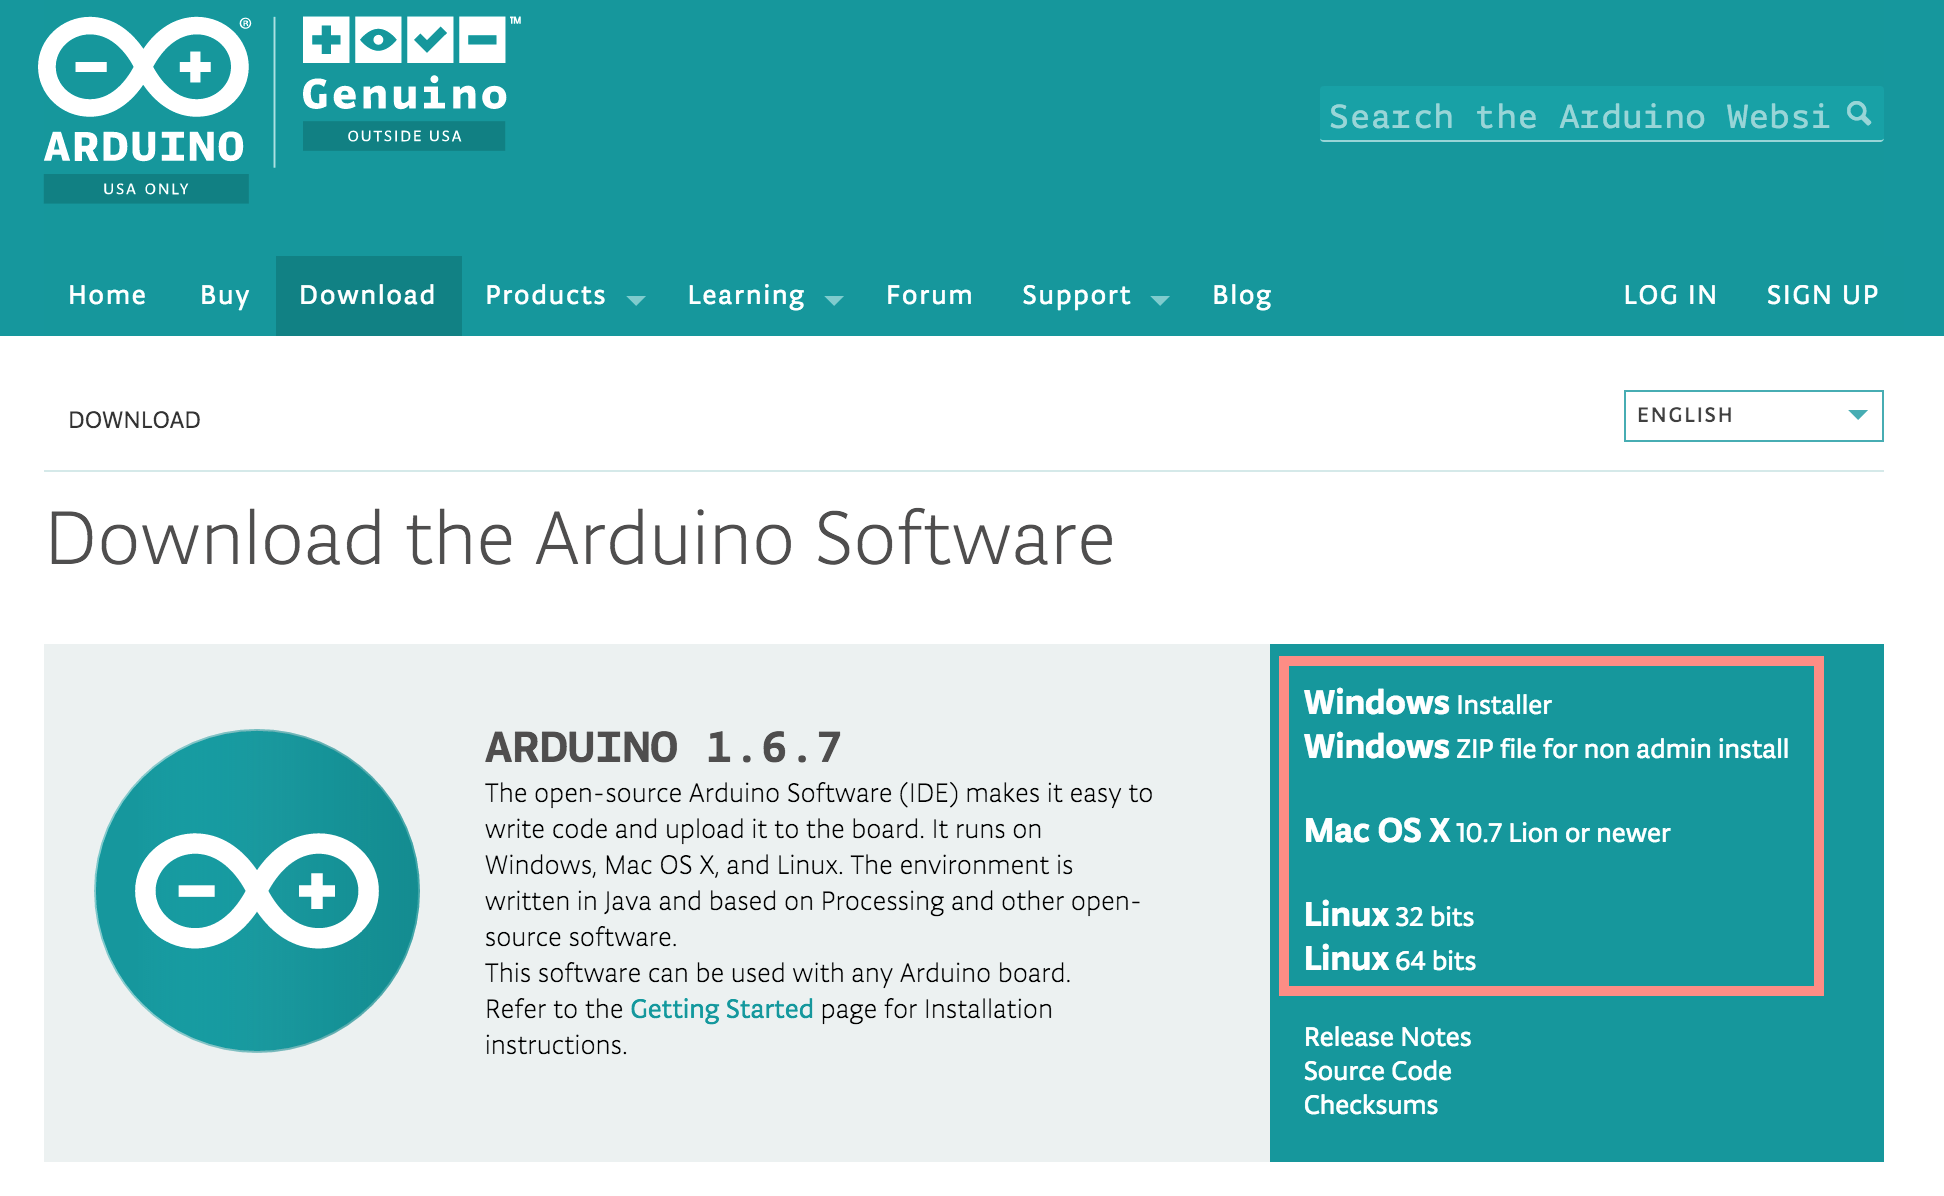 ARDUINO
USA ONLY
®
Genuino
™
OUTSIDE USA
Search the Arduino Websi
Home
Buy
Download
Products
Learning
Forum
Support
Blog
LOG IN
SIGN UP
DOWNLOAD
ENGLISH
Download the Arduino Software
ARDUINO 1.6.7
The open-source Arduino Software (IDE) makes it easy to
write code and upload it to the board. It runs on
Windows, Mac OS X, and Linux. The environment is
written in Java and based on Processing and other open-
source software.
This software can be used with any Arduino board.
Refer to the Getting Started page for Installation
instructions.
Windows Installer
Windows ZIP file for non admin install
Mac OS X 10.7 Lion or newer
Linux 32 bits
Linux 64 bits
Release Notes
Source Code
Checksums